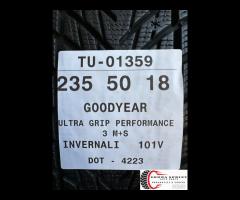 TU-01359
235 50 18
GOODYEAR
ULTRA GRIP PERFORMANCE
3 M+S
INVERNALI 101V
DOT - 4223